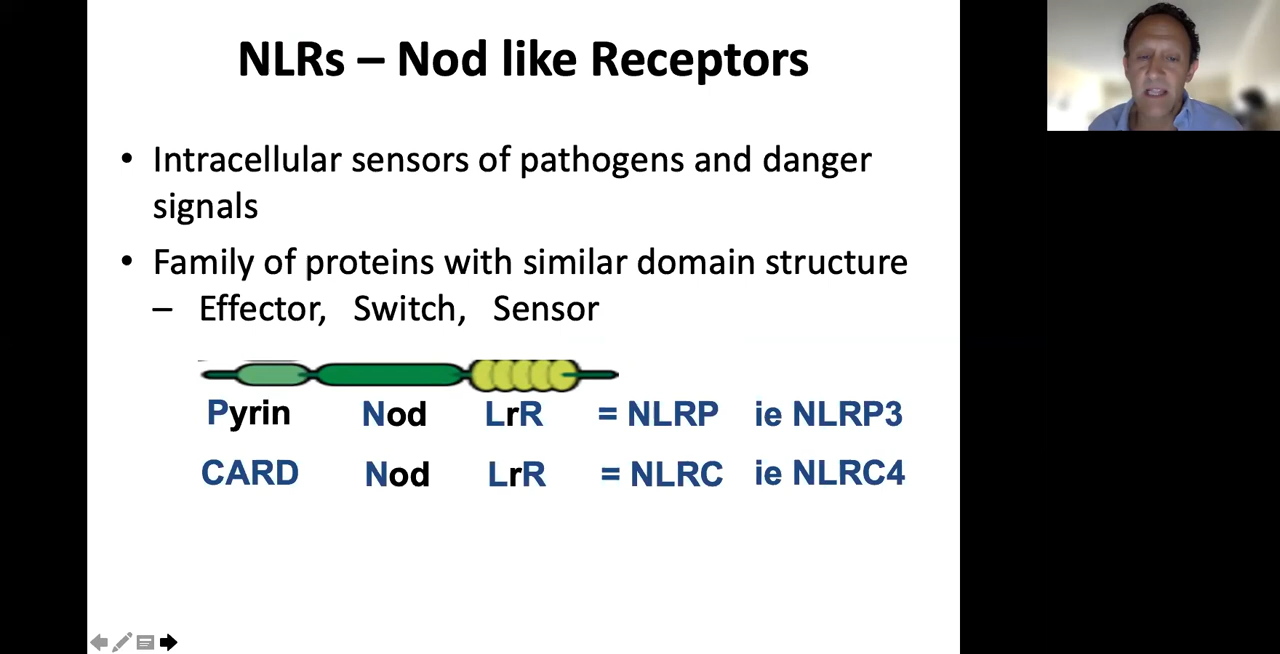 NLRs – Nod like Receptors
• Intracellular sensors of pathogens and danger
signals
• Family of proteins with similar domain structure
– Effector, Switch, Sensor
Pyrin Nod LrR = NLRP ie NLRP3
CARD Nod LrR = NLRC ie NLRC4